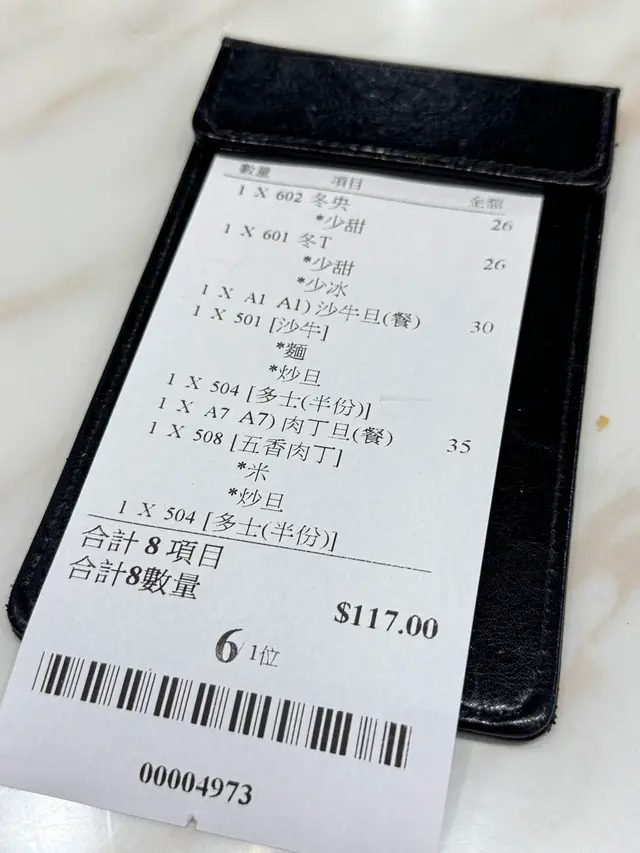 數量 項目 金額
1 X 602 冬央
*少甜 26
1 X 601 冬T
*少甜 26
*少冰
1 X A1 A1) 沙牛旦(餐) 30
1 X 501 [沙牛]
*麵
*炒旦
1 X 504 [多士(半份)]
1 X A7 A7) 肉丁旦(餐) 35
1 X 508 [五香肉丁]
*米
*炒旦
1 X 504 [多士(半份)]
合計 8 項目
合計8數量
$117.00
6/ 1位
00004973